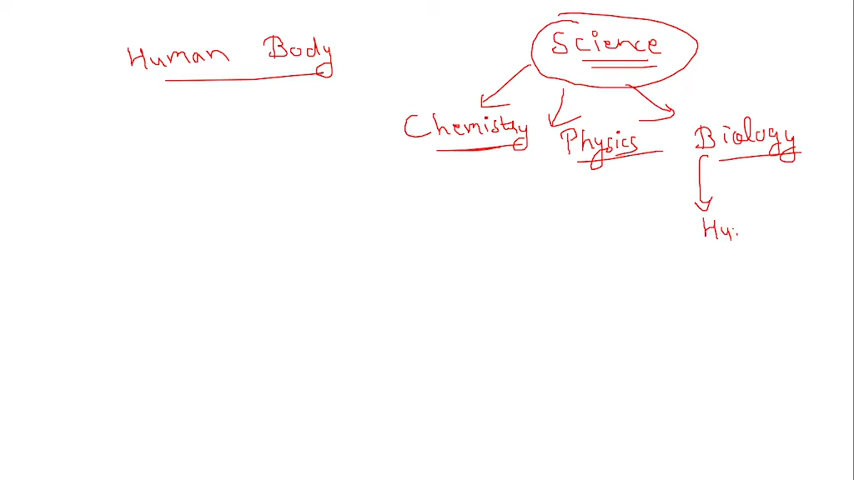 Human Body
Science
Chemistry
Physics
Biology
Hu